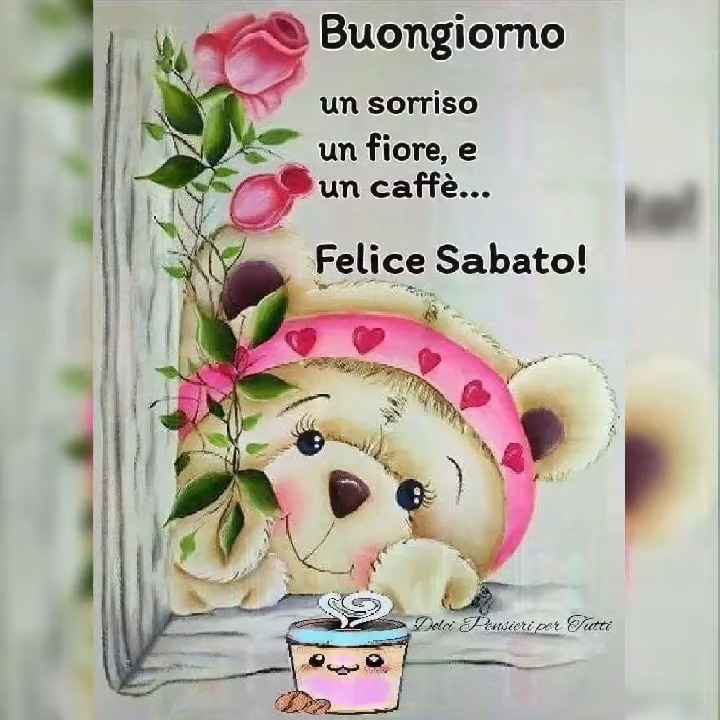 Buongiorno
un sorriso
un fiore, e
un caffè...
Felice Sabato!
Dolci Pensieri per Tutti